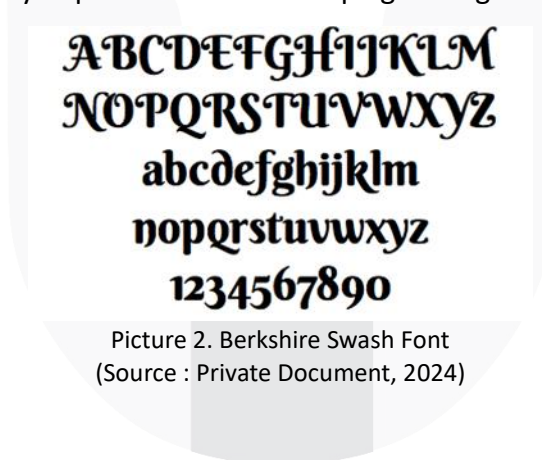 ABCDEFGHIJKLM
NOPQRSTUVWXYZ
abcdefghijklm
nopqrstuvwxyz
1234567890
Picture 2. Berkshire Swash Font
(Source : Private Document, 2024)